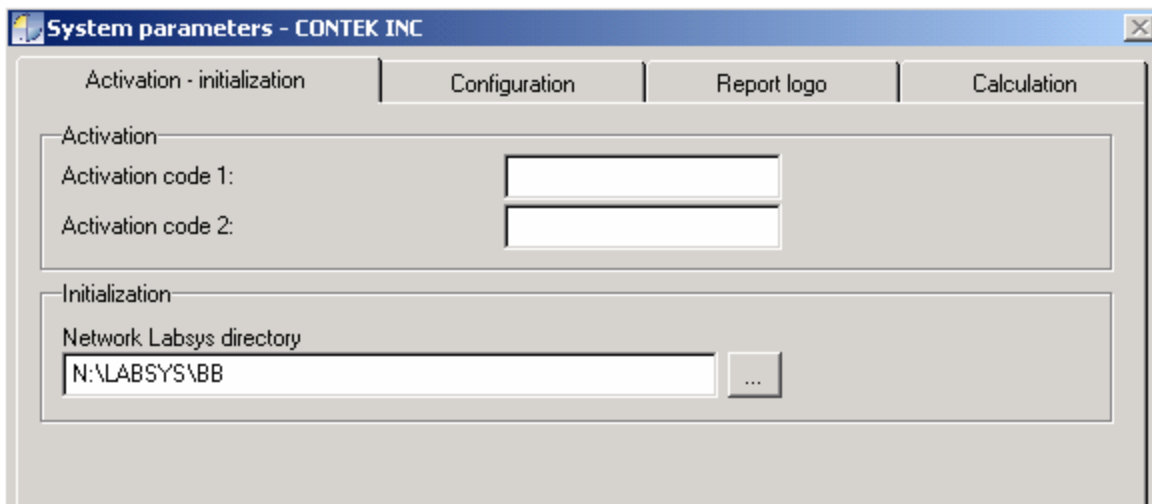 System parameters - CONTEK INC
Activation - initialization Configuration Report logo Calculation
Activation
Activation code 1:
Activation code 2:
Initialization
Network Labsys directory
N:\LABSYS\BB ...